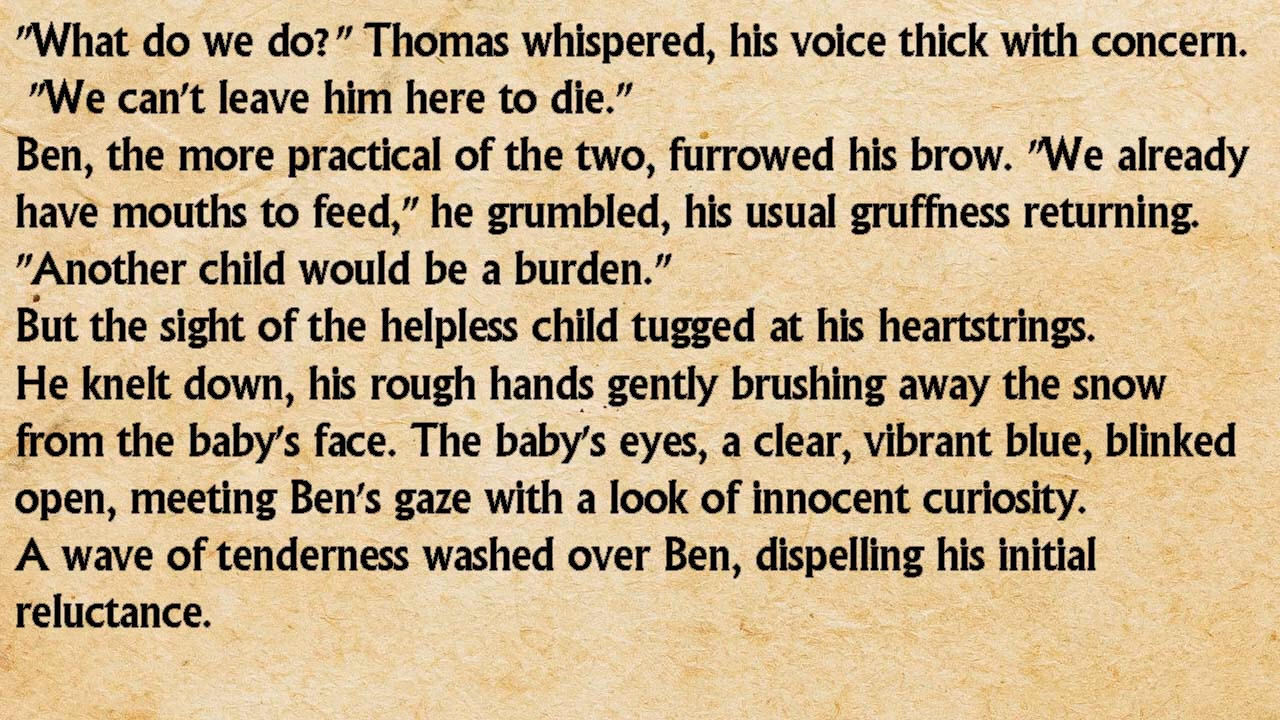 "What do we do?" Thomas whispered, his voice thick with concern.
"We can't leave him here to die."
Ben, the more practical of the two, furrowed his brow. "We already
have mouths to feed," he grumbled, his usual gruffness returning.
"Another child would be a burden."
But the sight of the helpless child tugged at his heartstrings.
He knelt down, his rough hands gently brushing away the snow
from the baby's face. The baby's eyes, a clear, vibrant blue, blinked
open, meeting Ben's gaze with a look of innocent curiosity.
A wave of tenderness washed over Ben, dispelling his initial
reluctance.